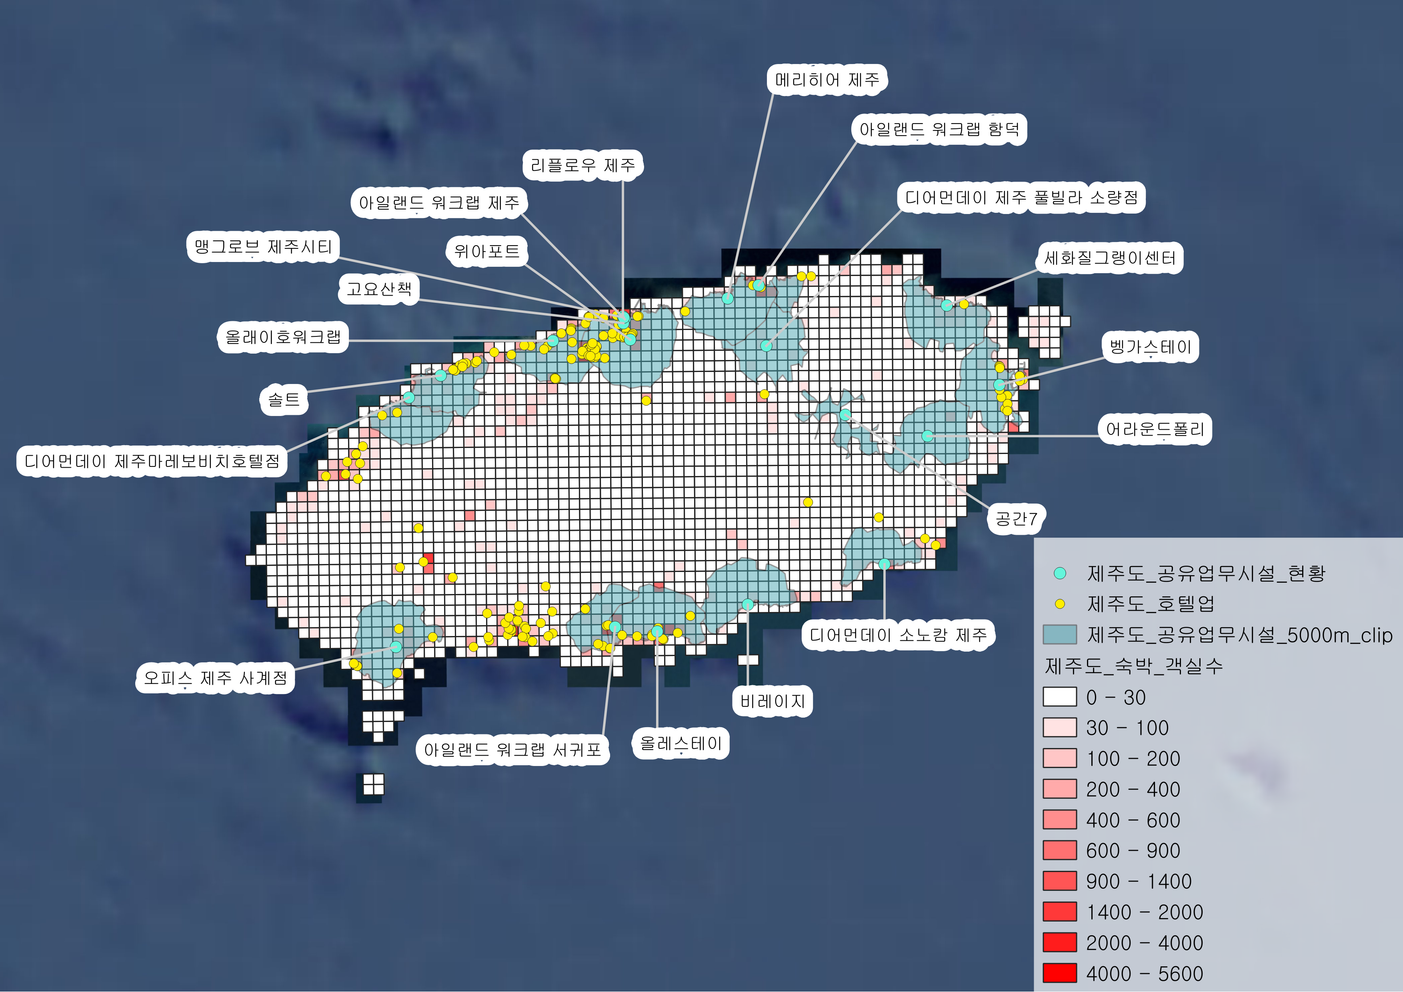 메리히어 제주
아일랜드 워크랩 함덕
리플로우 제주
디어먼데이 제주 풀빌라 소량점
아일랜드 워크랩 제주
맹그로브 제주시티
위아포트
세화질그랭이센터
고요산책
올래이호워크랩
벵가스테이
솔트
어라운드폴리
디어먼데이 제주마레보비치호텔점
공간7
디어먼데이 소노캄 제주
오피스 제주 사계점
비레이지
아일랜드 워크랩 서귀포
올레스테이
제주도_공유업무시설_현황
제주도_호텔업
제주도_공유업무시설_5000m_clip
제주도_숙박_객실수
0 - 30
30 - 100
100 - 200
200 - 400
400 - 600
600 - 900
900 - 1400
1400 - 2000
2000 - 4000
4000 - 5600